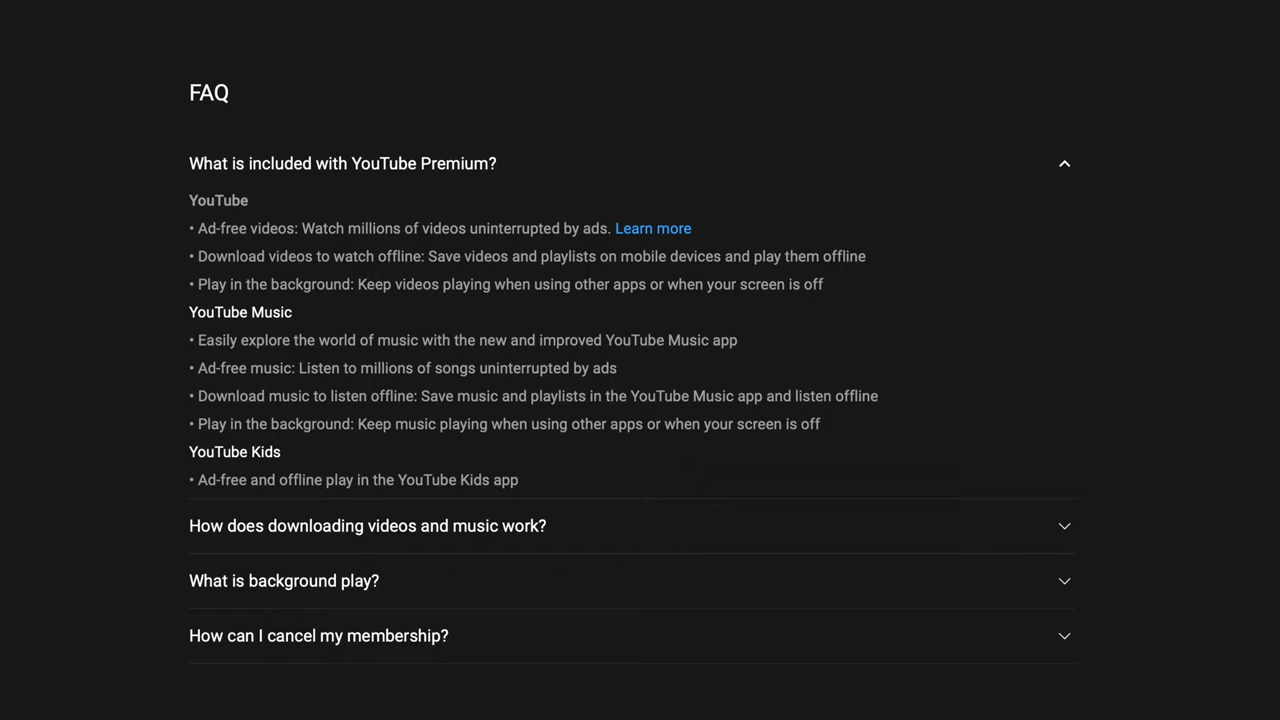 FAQ
What is included with YouTube Premium?
YouTube
• Ad-free videos: Watch millions of videos uninterrupted by ads. Learn more
• Download videos to watch offline: Save videos and playlists on mobile devices and play them offline
• Play in the background: Keep videos playing when using other apps or when your screen is off
YouTube Music
• Easily explore the world of music with the new and improved YouTube Music app
• Ad-free music: Listen to millions of songs uninterrupted by ads
• Download music to listen offline: Save music and playlists in the YouTube Music app and listen offline
• Play in the background: Keep music playing when using other apps or when your screen is off
YouTube Kids
• Ad-free and offline play in the YouTube Kids app
How does downloading videos and music work?
What is background play?
How can I cancel my membership?